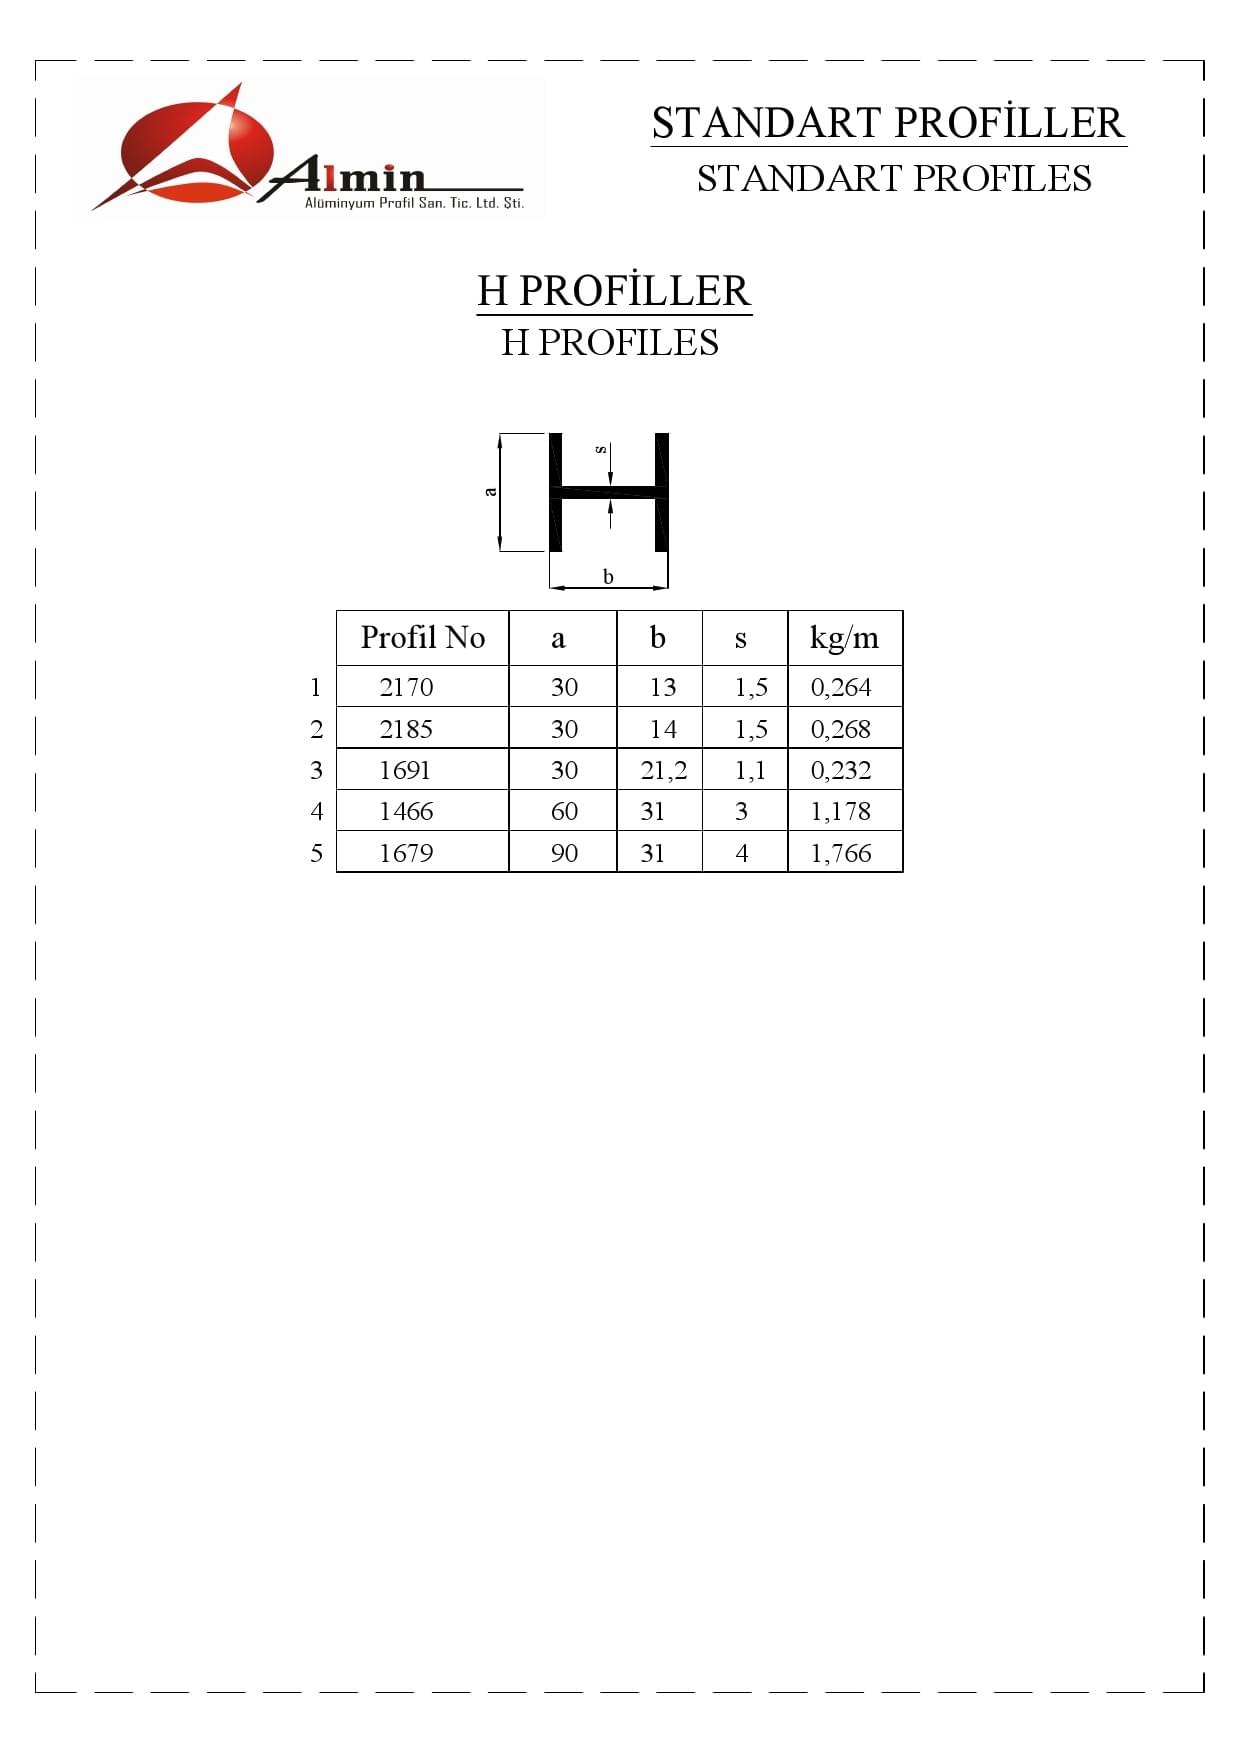 Almin
Alüminyum Profil San. Tic. Ltd. Şti.
STANDART PROFİLLER
STANDART PROFILES
H PROFİLLER
H PROFILES
a
s
b
Profil No a b s kg/m
1 2170 30 13 1,5 0,264
2 2185 30 14 1,5 0,268
3 1691 30 21,2 1,1 0,232
4 1466 60 31 3 1,178
5 1679 90 31 4 1,766